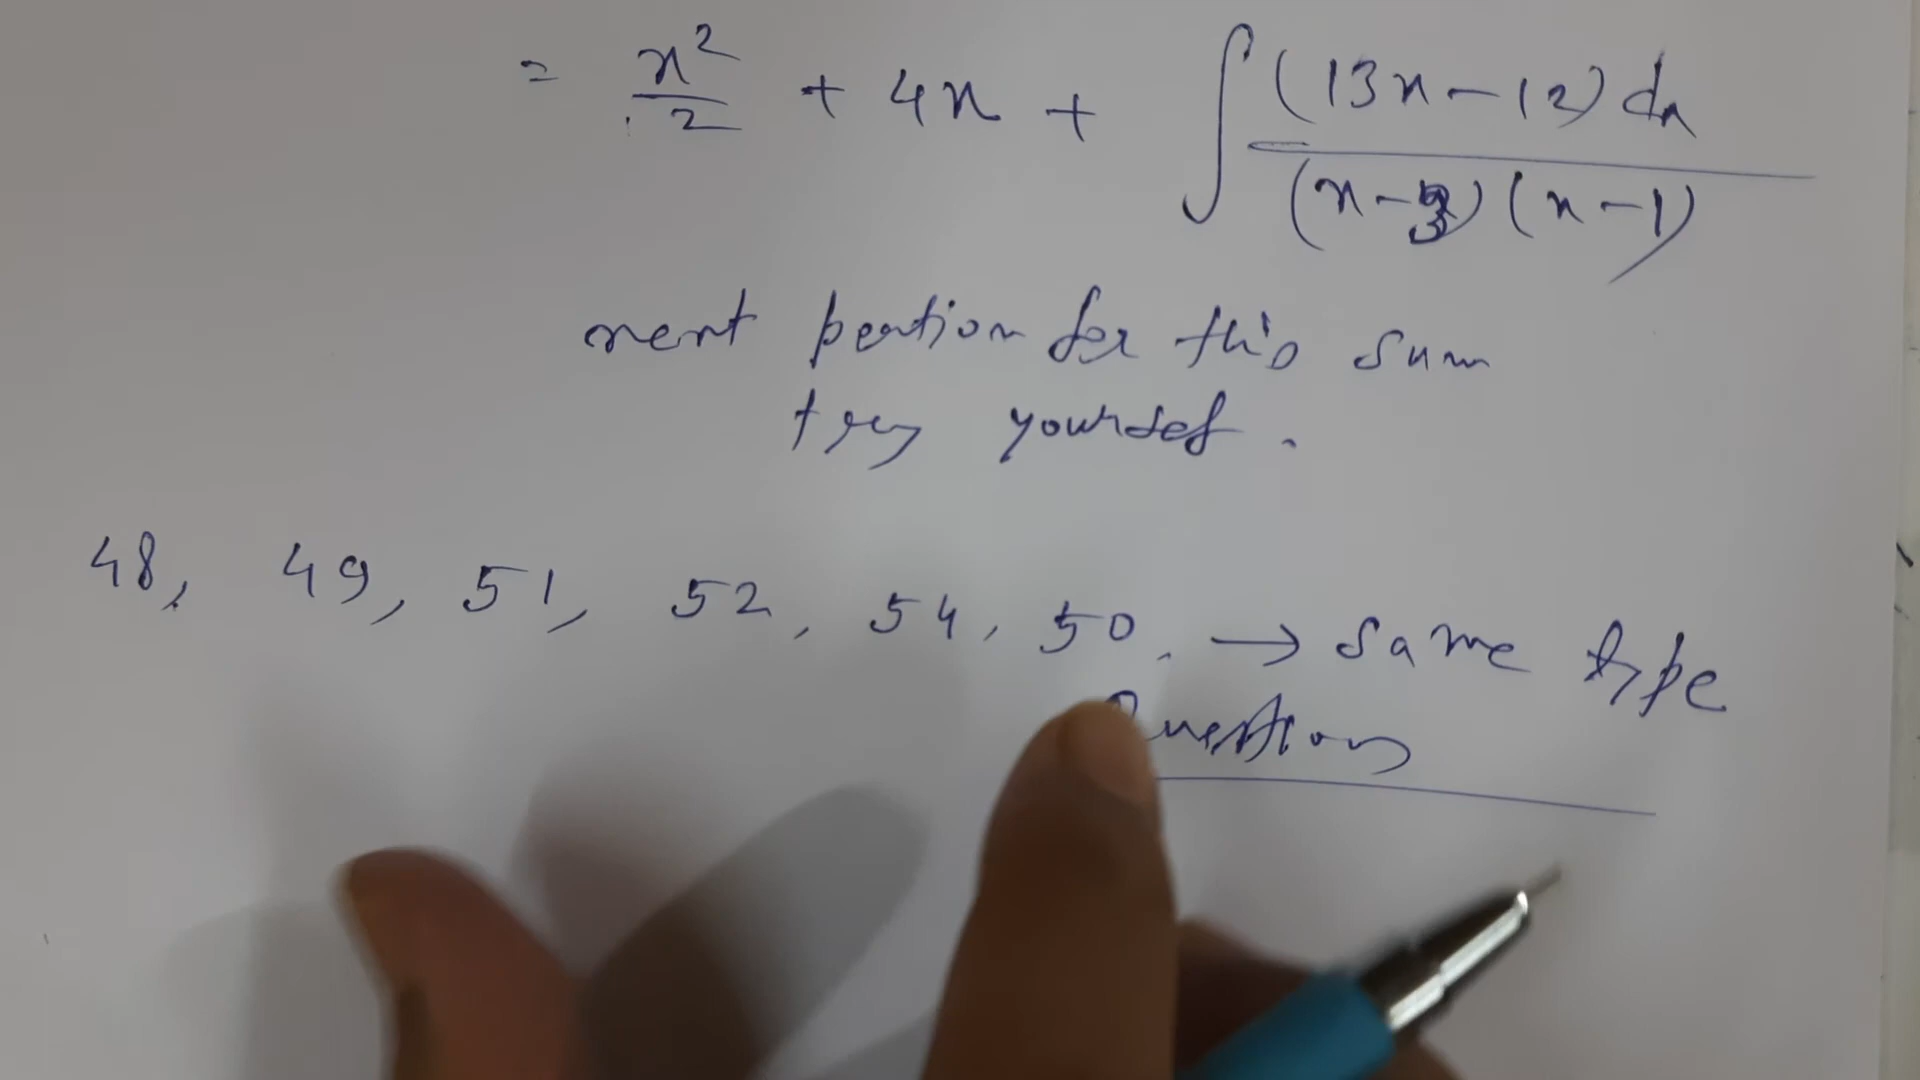 = x²/2 + 4x + ∫ (13x - 12) dx / (x - 3) (x - 1)
next portion for this sum
try yourself.
48, 49, 51, 52, 54, 50. → same type
Question